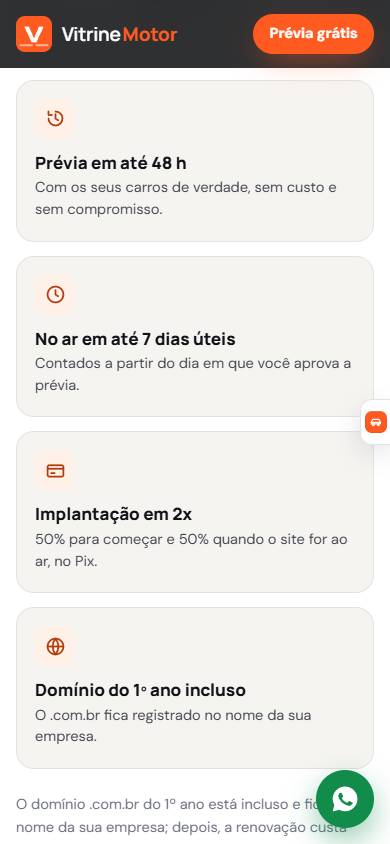 VitrineMotor
Prévia grátis
Prévia em até 48 h
Com os seus carros de verdade, sem custo e
sem compromisso.
No ar em até 7 dias úteis
Contados a partir do dia em que você aprova a
prévia.
Implantação em 2x
50% para começar e 50% quando o site for ao
ar, no Pix.
Domínio do 1º ano incluso
O .com.br fica registrado no nome da sua
empresa.
O domínio .com.br do 1º ano está incluso e
nome da sua empresa; depois, a renovação custa